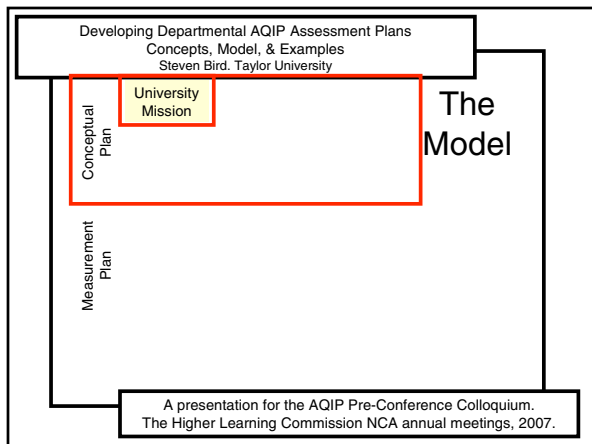 Developing Departmental AQIP Assessment Plans
Concepts, Model, & Examples
Steven Bird. Taylor University
University
Mission
The
Model
Conceptual
Plan
Measurement
Plan
A presentation for the AQIP Pre-Conference Colloquium.
The Higher Learning Commission NCA annual meetings, 2007.